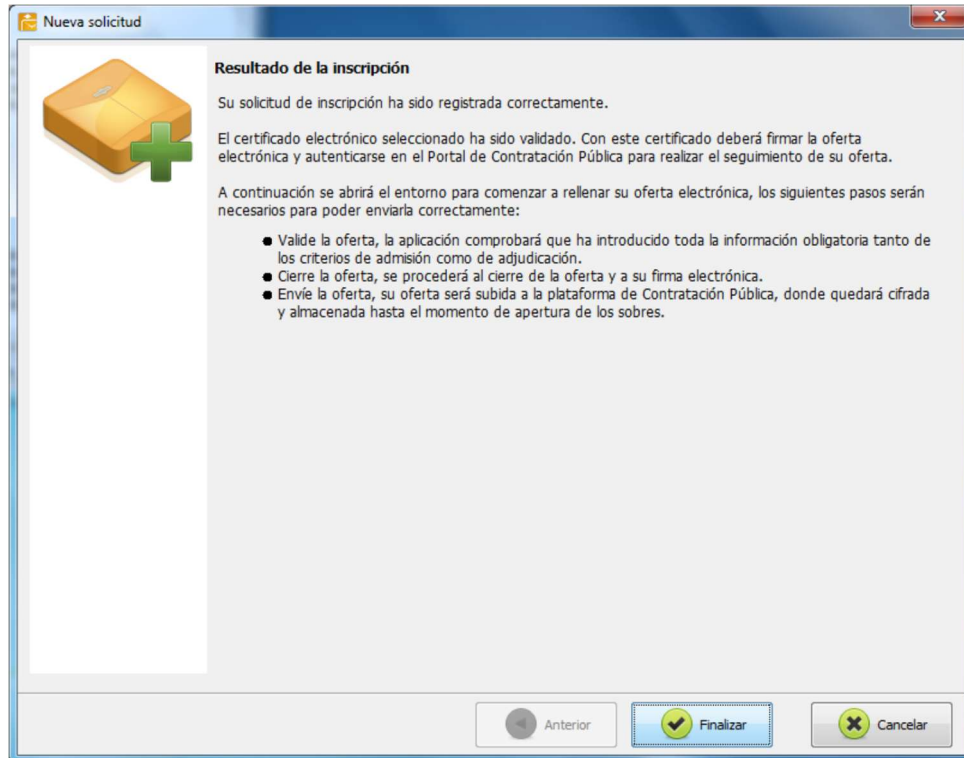 Nueva solicitud
Resultado de la inscripción
Su solicitud de inscripción ha sido registrada correctamente.
El certificado electrónico seleccionado ha sido validado. Con este certificado deberá firmar la oferta
electrónica y autenticarse en el Portal de Contratación Pública para realizar el seguimiento de su oferta.
A continuación se abrirá el entorno para comenzar a rellenar su oferta electrónica, los siguientes pasos serán
necesarios para poder enviarla correctamente:
● Valide la oferta, la aplicación comprobará que ha introducido toda la información obligatoria tanto de
los criterios de admisión como de adjudicación.
● Cierre la oferta, se procederá al cierre de la oferta y a su firma electrónica.
● Envíe la oferta, su oferta será subida a la plataforma de Contratación Pública, donde quedará cifrada
y almacenada hasta el momento de apertura de los sobres.
Anterior
Finalizar
Cancelar